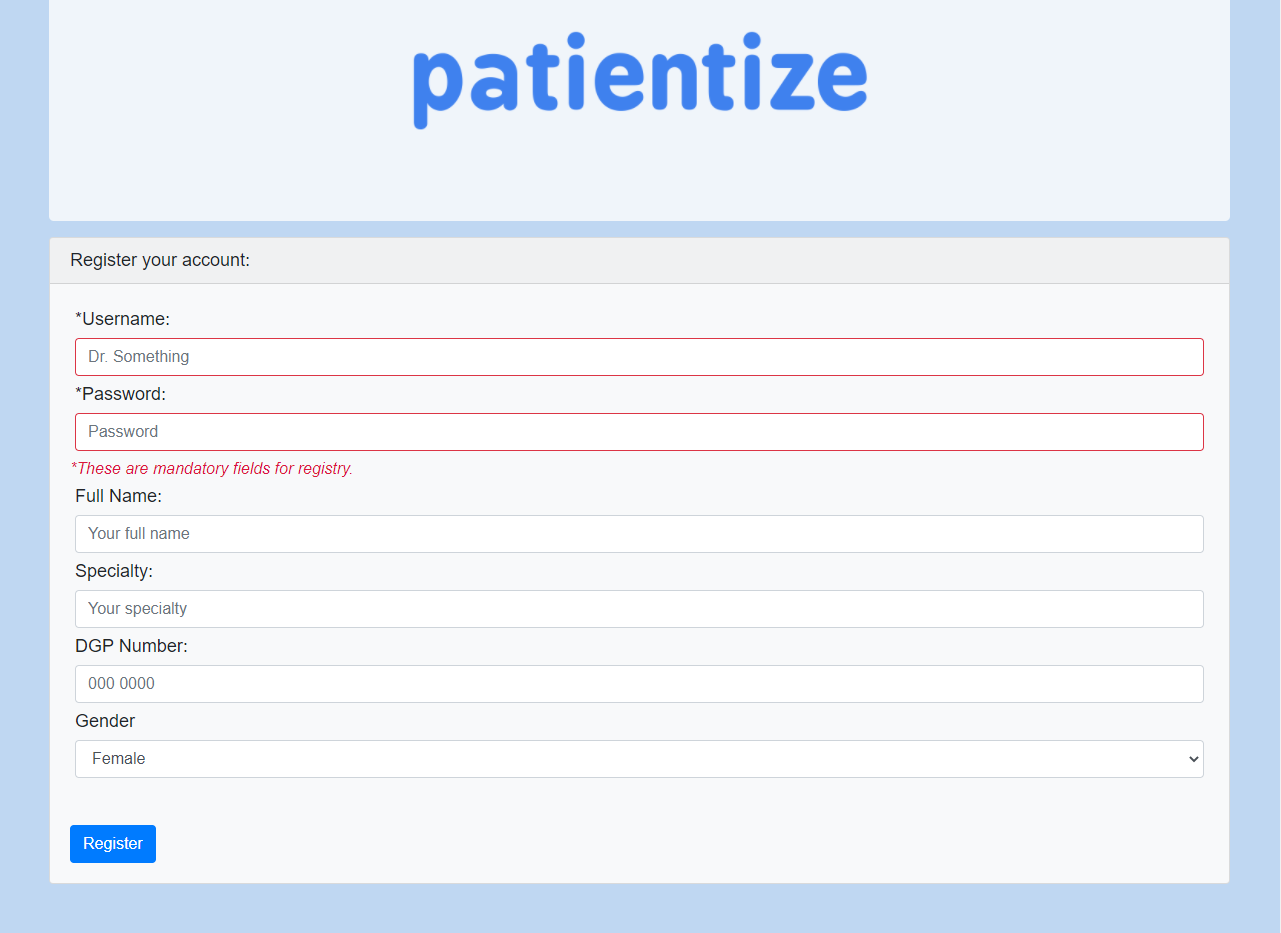 patientize
Register your account:
*Username:
Dr. Something
*Password:
Password
*These are mandatory fields for registry.
Full Name:
Your full name
Specialty:
Your specialty
DGP Number:
000 0000
Gender
Female
Register